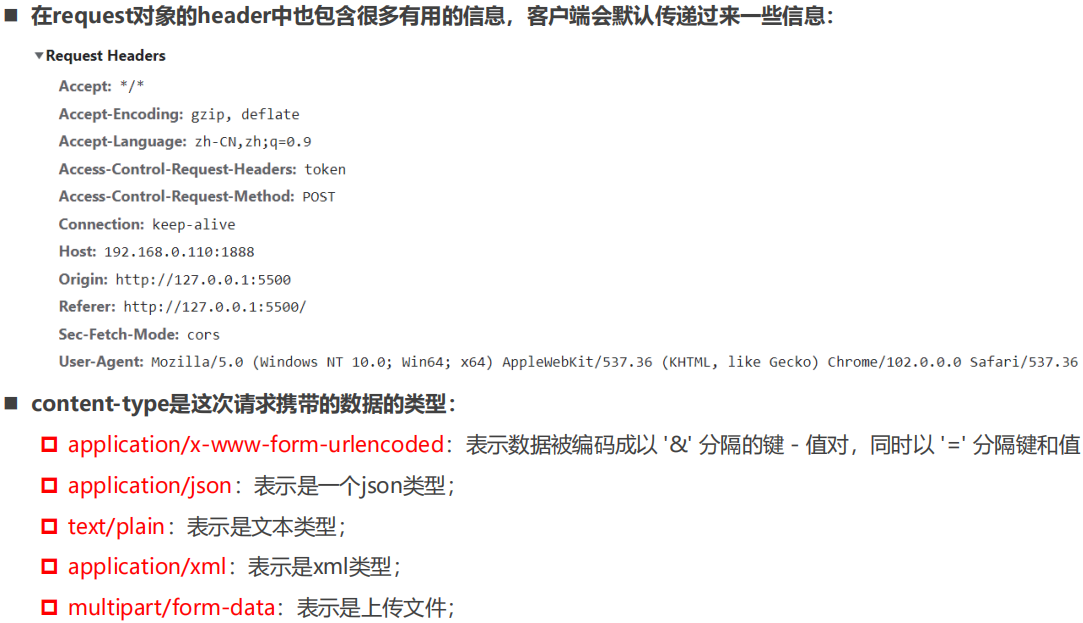 在request对象的header中也包含很多有用的信息，客户端会默认传递过来一些信息：
Request Headers
Accept: */*
Accept-Encoding: gzip, deflate
Accept-Language: zh-CN,zh;q=0.9
Access-Control-Request-Headers: token
Access-Control-Request-Method: POST
Connection: keep-alive
Host: 192.168.0.110:1888
Origin: http://127.0.0.1:5500
Referer: http://127.0.0.1:5500/
Sec-Fetch-Mode: cors
User-Agent: Mozilla/5.0 (Windows NT 10.0; Win64; x64) AppleWebKit/537.36 (KHTML, like Gecko) Chrome/102.0.0.0 Safari/537.36
content-type是这次请求携带的数据的类型：
application/x-www-form-urlencoded：表示数据被编码成以 '&' 分隔的键 - 值对，同时以 '=' 分隔键和值
application/json：表示是一个json类型；
text/plain：表示是文本类型；
application/xml：表示是xml类型；
multipart/form-data：表示是上传文件；